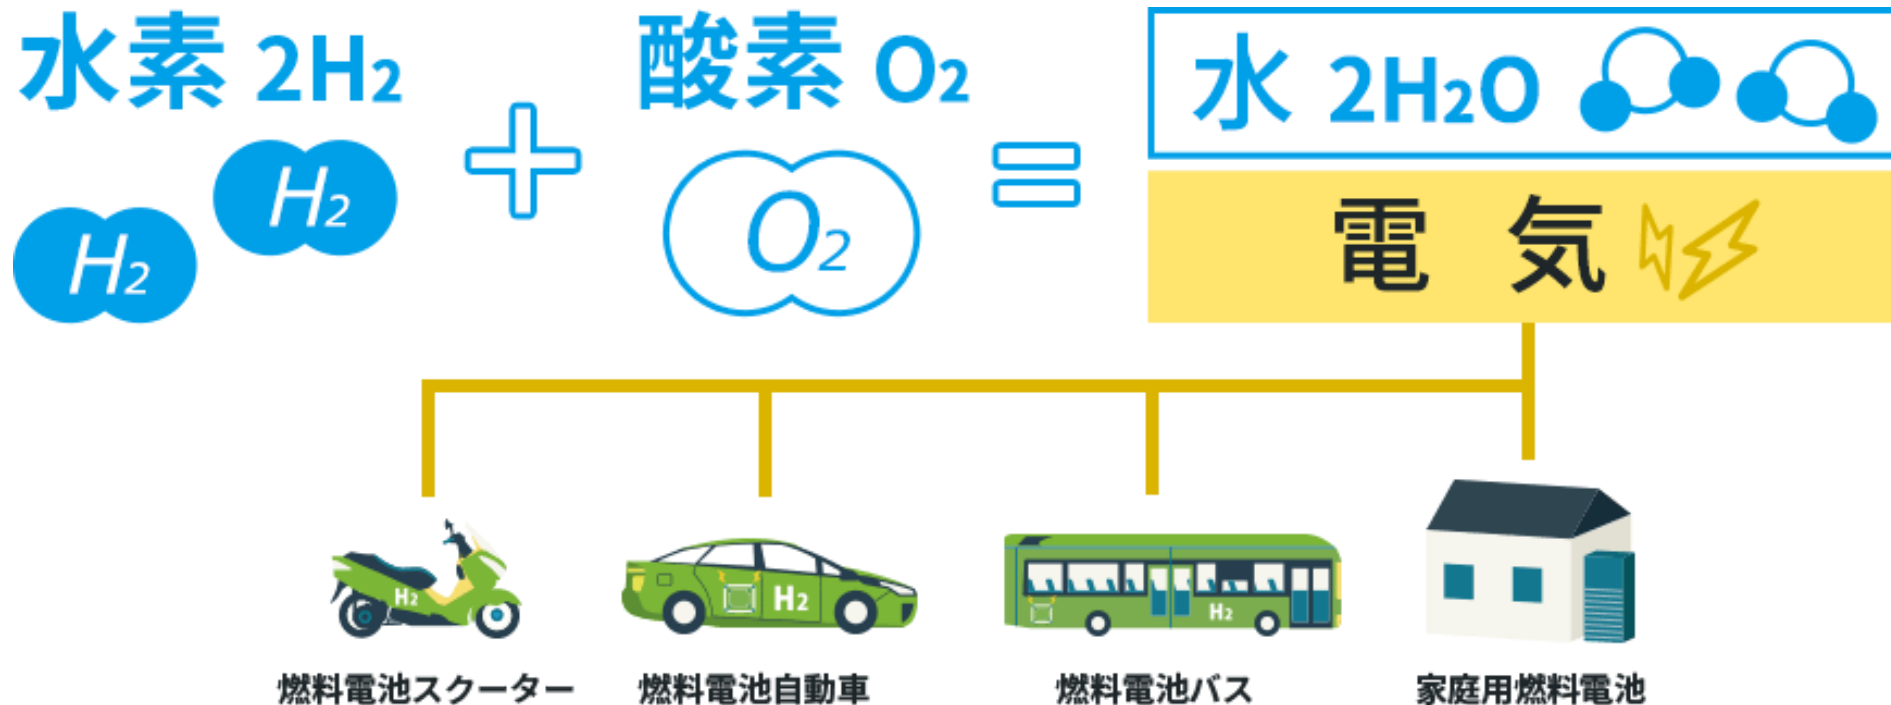 水素 2H₂
酸素 O₂
水 2H₂O
H₂
H₂
O₂
電気
H₂
H₂
H₂
燃料電池スクーター
燃料電池自動車
燃料電池バス
家庭用燃料電池